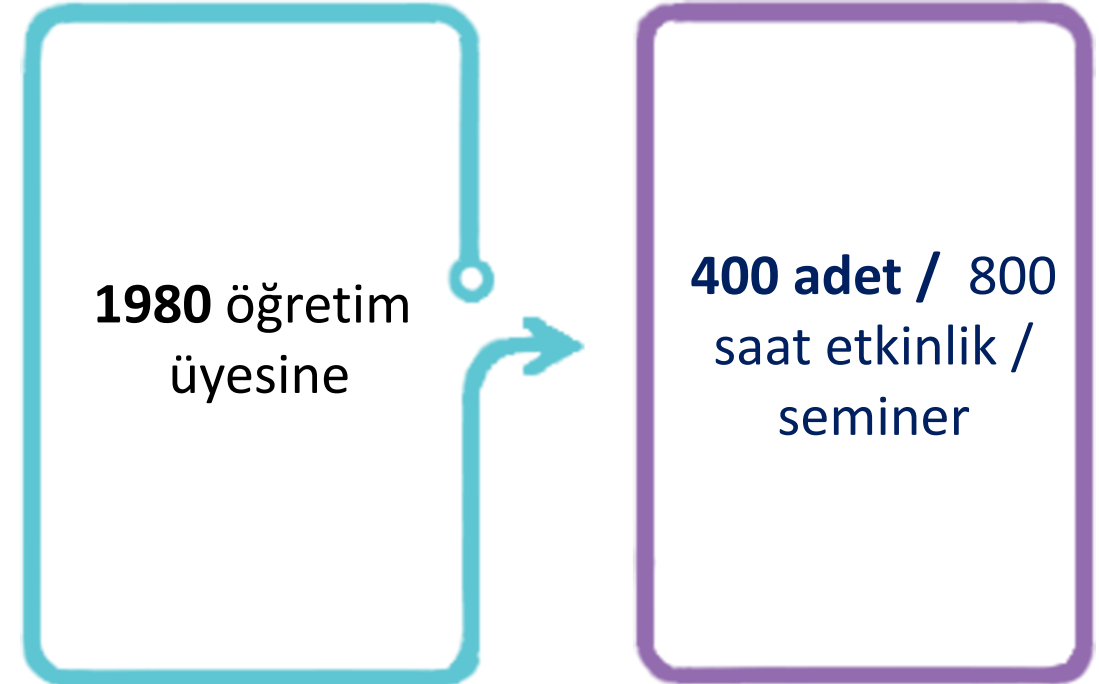 1980 öğretim
üyesine
400 adet / 800
saat etkinlik /
seminer